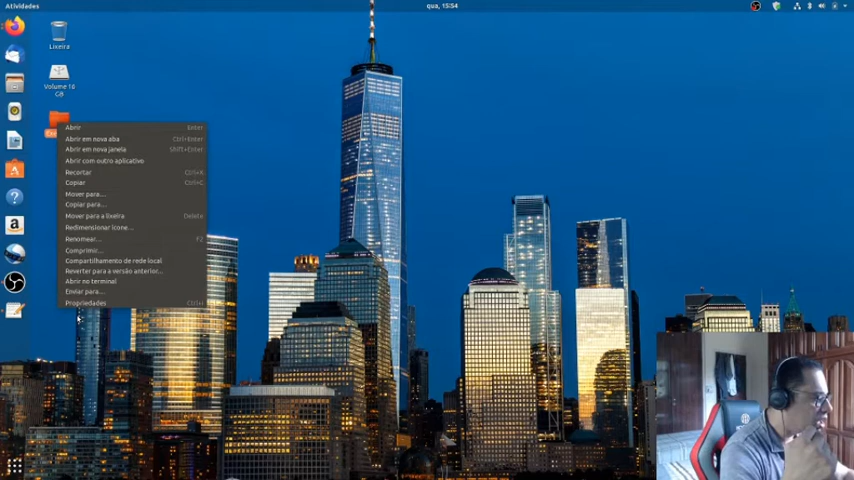 Atividades
qua, 15:54
Lixeira
Volume 18
GB
Abrir Enter
Abrir em nova aba Ctrl+Enter
Abrir em nova janela Shift+Enter
Abrir com outro aplicativo
Recortar Ctrl+X
Copiar Ctrl+C
Mover para...
Copiar para...
Mover para a lixeira Delete
Redimensionar ícone...
Renomear... F2
Comprimir...
Compartilhamento de rede local
Reverter para a versão anterior...
Abrir no terminal
Enviar para...
Propriedades Ctrl+I